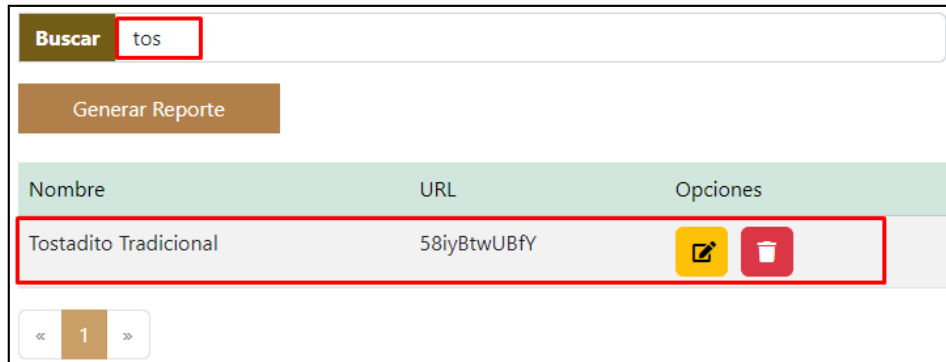 Buscar tos
Generar Reporte
Nombre URL Opciones
Tostadito Tradicional 58iyBtwUBfY
« 1 »